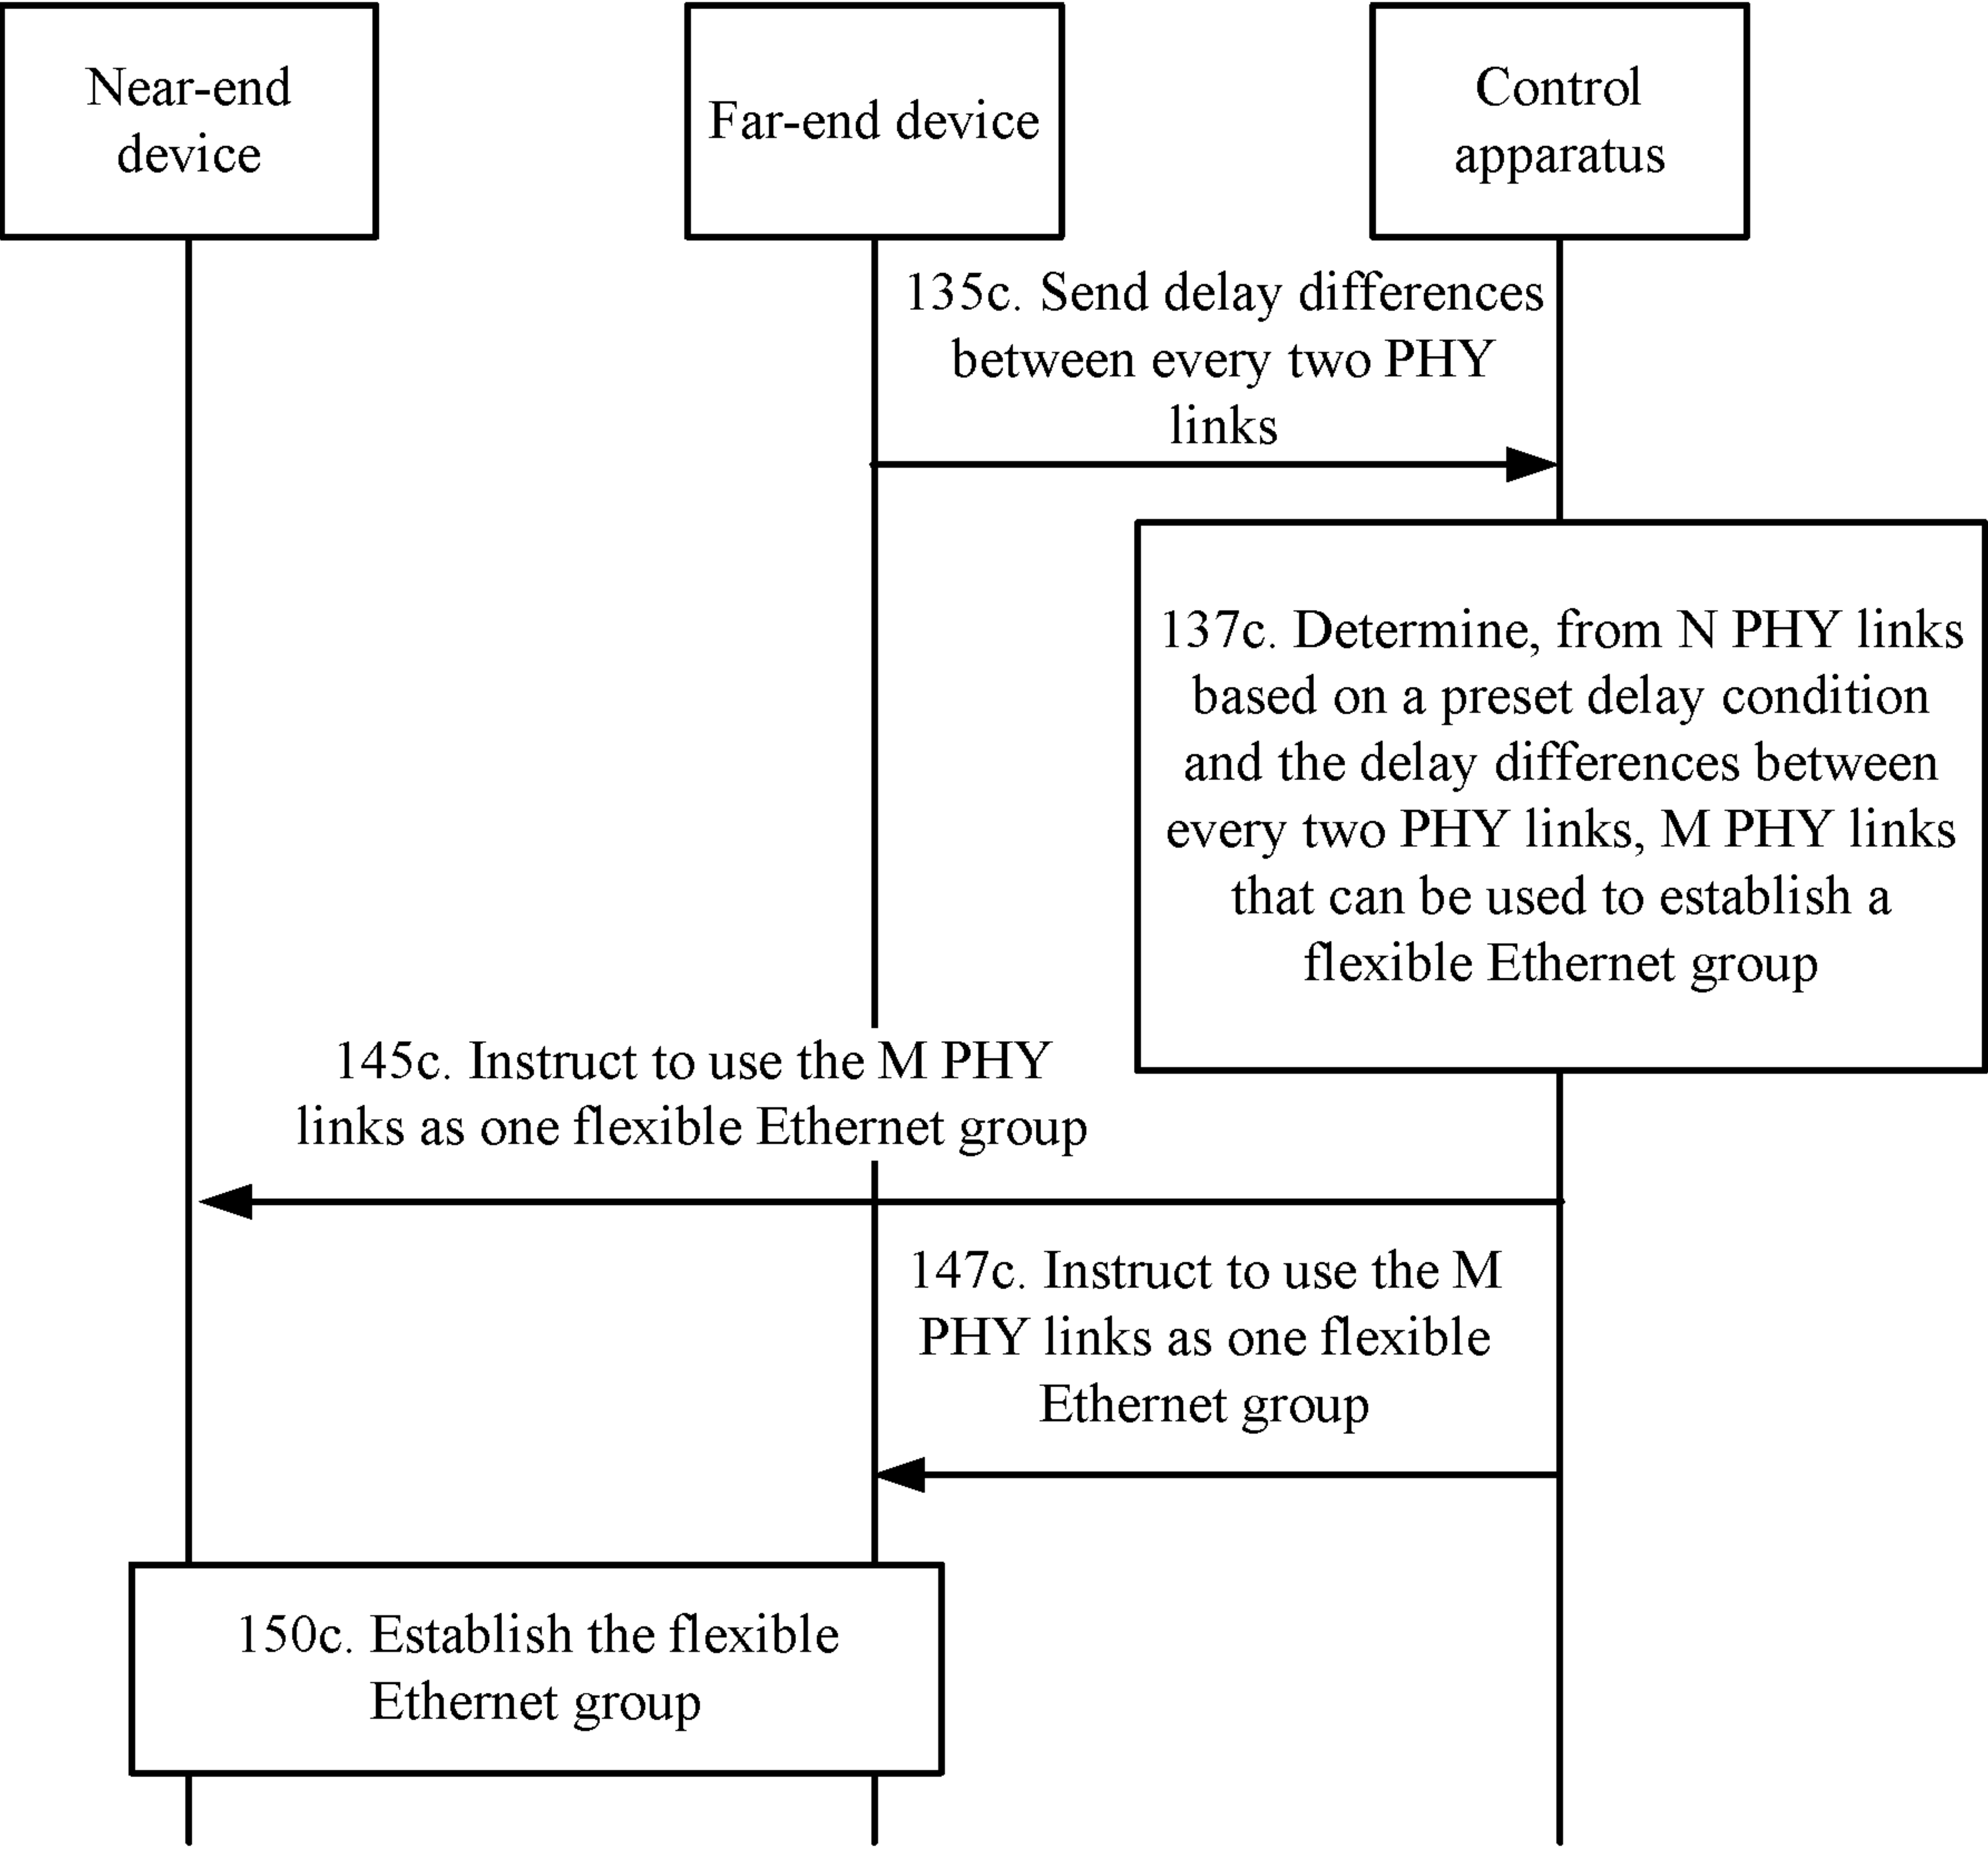 Near-end
device
Far-end device
Control
apparatus
135c. Send delay differences
between every two PHY
links
137c. Determine, from N PHY links
based on a preset delay condition
and the delay differences between
every two PHY links, M PHY links
that can be used to establish a
flexible Ethernet group
145c. Instruct to use the M PHY
links as one flexible Ethernet group
147c. Instruct to use the M
PHY links as one flexible
Ethernet group
150c. Establish the flexible
Ethernet group